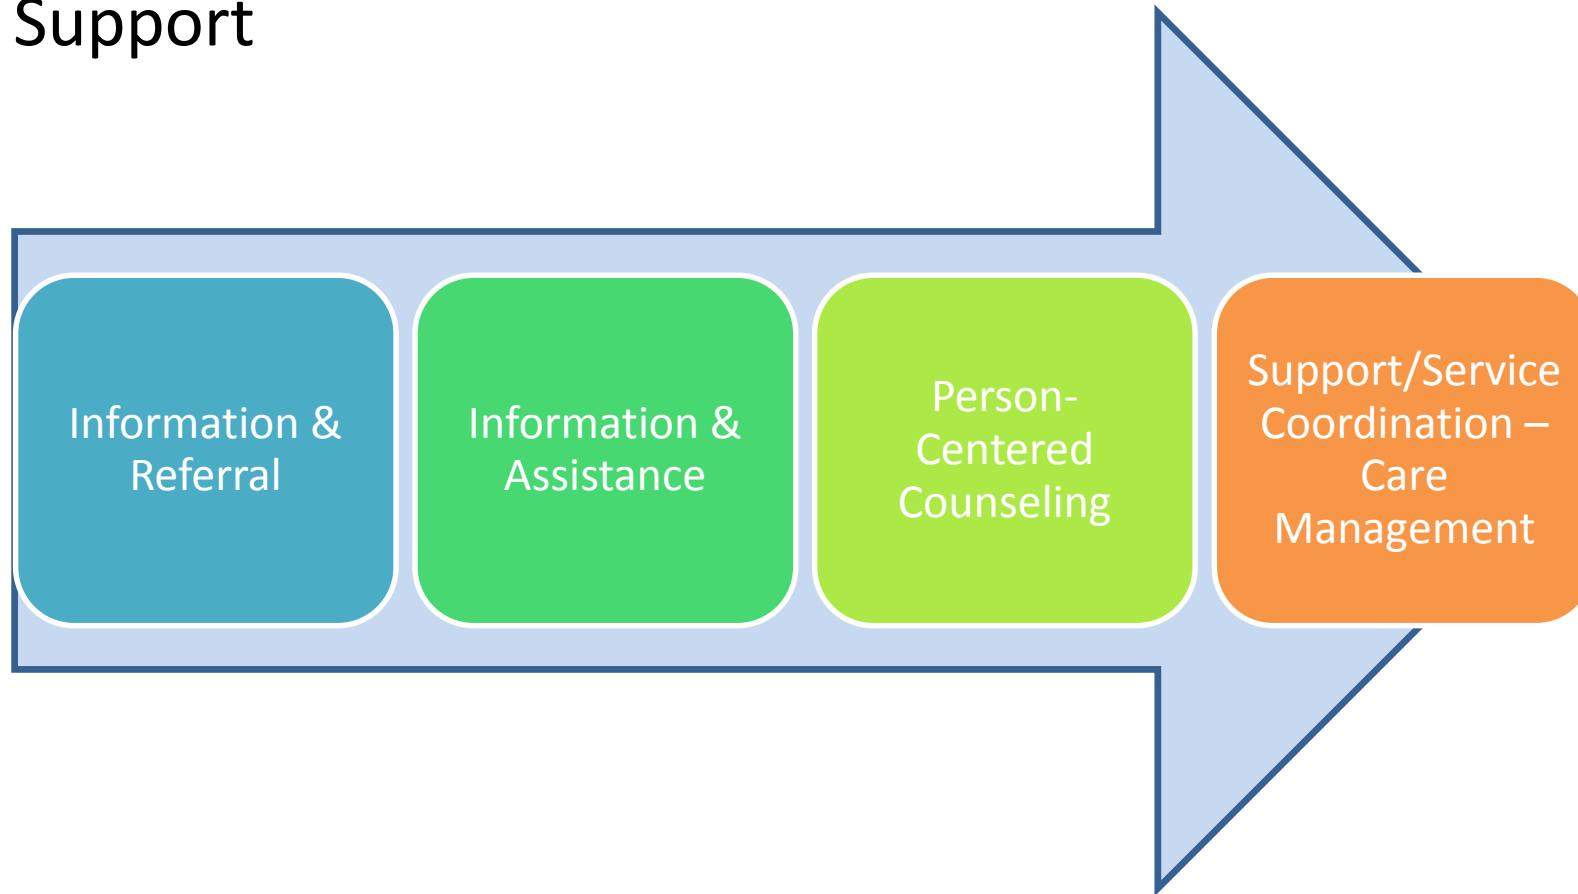 Support
Information &
Referral
Information &
Assistance
Person-
Centered
Counseling
Support/Service
Coordination –
Care
Management